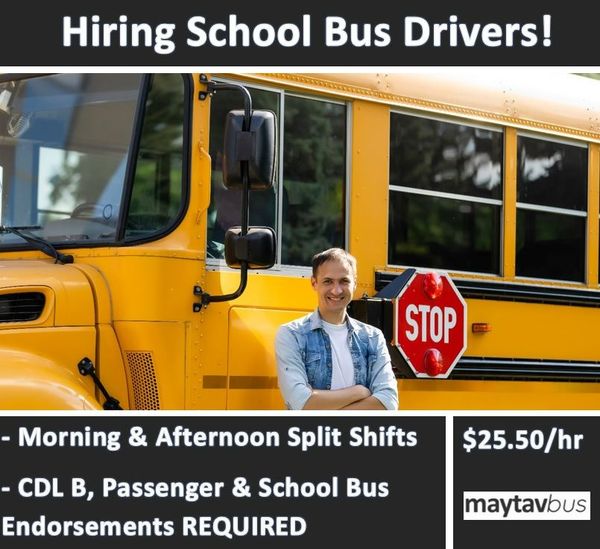 Hiring School Bus Drivers!
STOP
- Morning & Afternoon Split Shifts
- CDL B, Passenger & School Bus
Endorsements REQUIRED
$25.50/hr
maytavbus